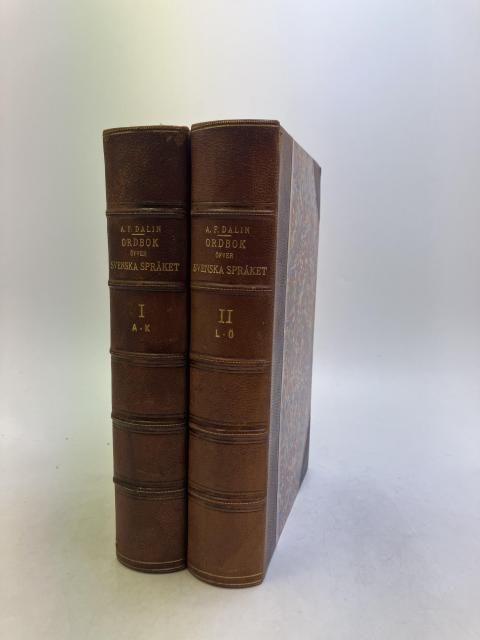 A. F. DALIN
ORDBOK
ÖFVER
SVENSKA SPRÅKET
I
A-K
A. F. DALIN
ORDBOK
ÖFVER
SVENSKA SPRÅKET
II
L-Ö